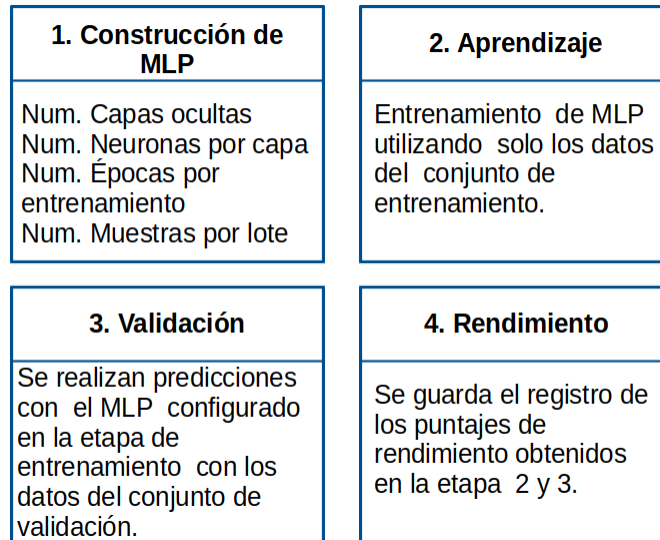 1. Construcción de
MLP
Num. Capas ocultas
Num. Neuronas por capa
Num. Épocas por
entrenamiento
Num. Muestras por lote
2. Aprendizaje
Entrenamiento de MLP
utilizando solo los datos
del conjunto de
entrenamiento.
3. Validación
Se realizan predicciones
con el MLP configurado
en la etapa de
entrenamiento con los
datos del conjunto de
validación.
4. Rendimiento
Se guarda el registro de
los puntajes de
rendimiento obtenidos
en la etapa 2 y 3.